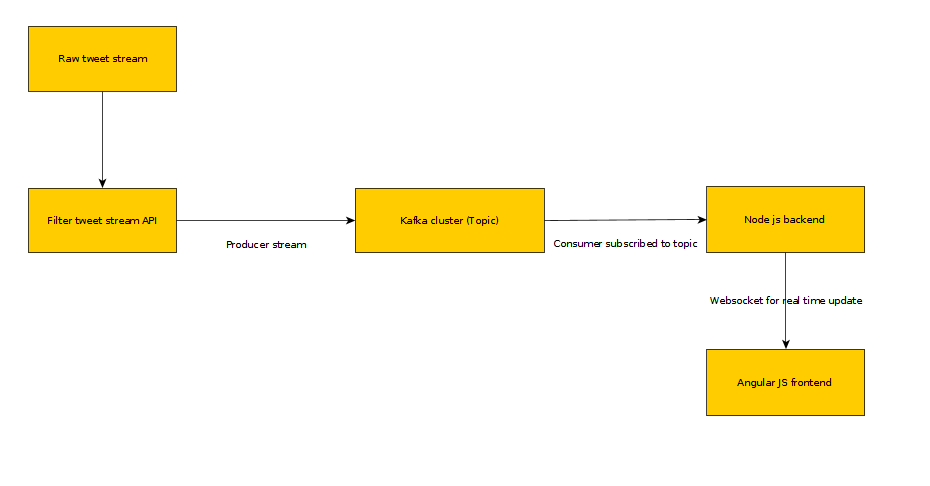 Raw tweet stream
Filter tweet stream API
Producer stream
Kafka cluster (Topic)
Consumer subscribed to topic
Node js backend
Websocket for real time update
Angular JS frontend